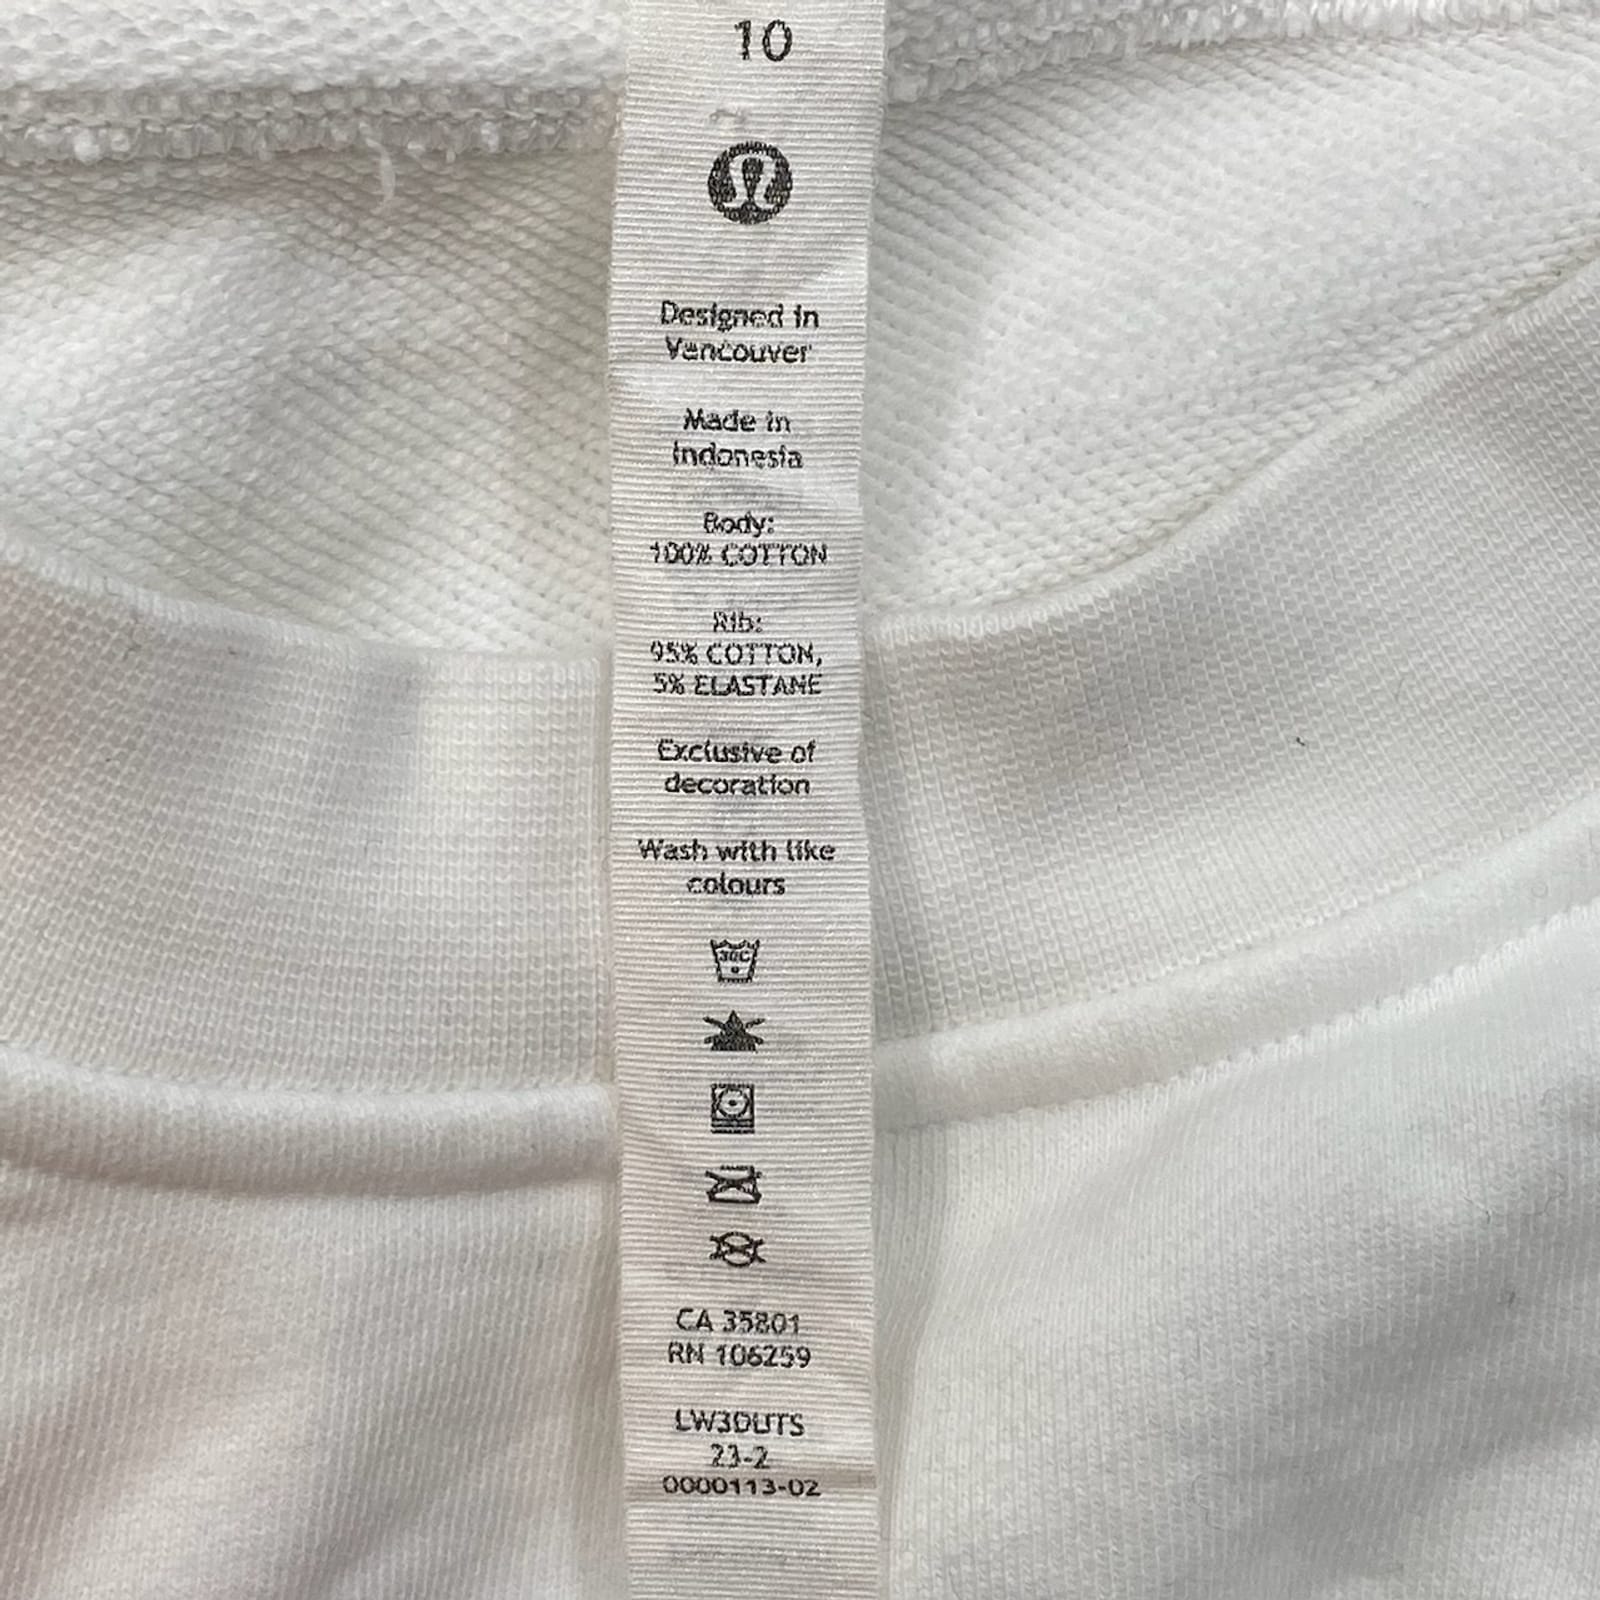 10
Designed in
Vancouver
Made in
Indonesia
Body:
100% COTTON
Rib:
95% COTTON,
5% ELASTANE
Exclusive of
decoration
Wash with like
colours
30C
CA 35801
RN 106259
LW3DUTS
23-2
0000113-02